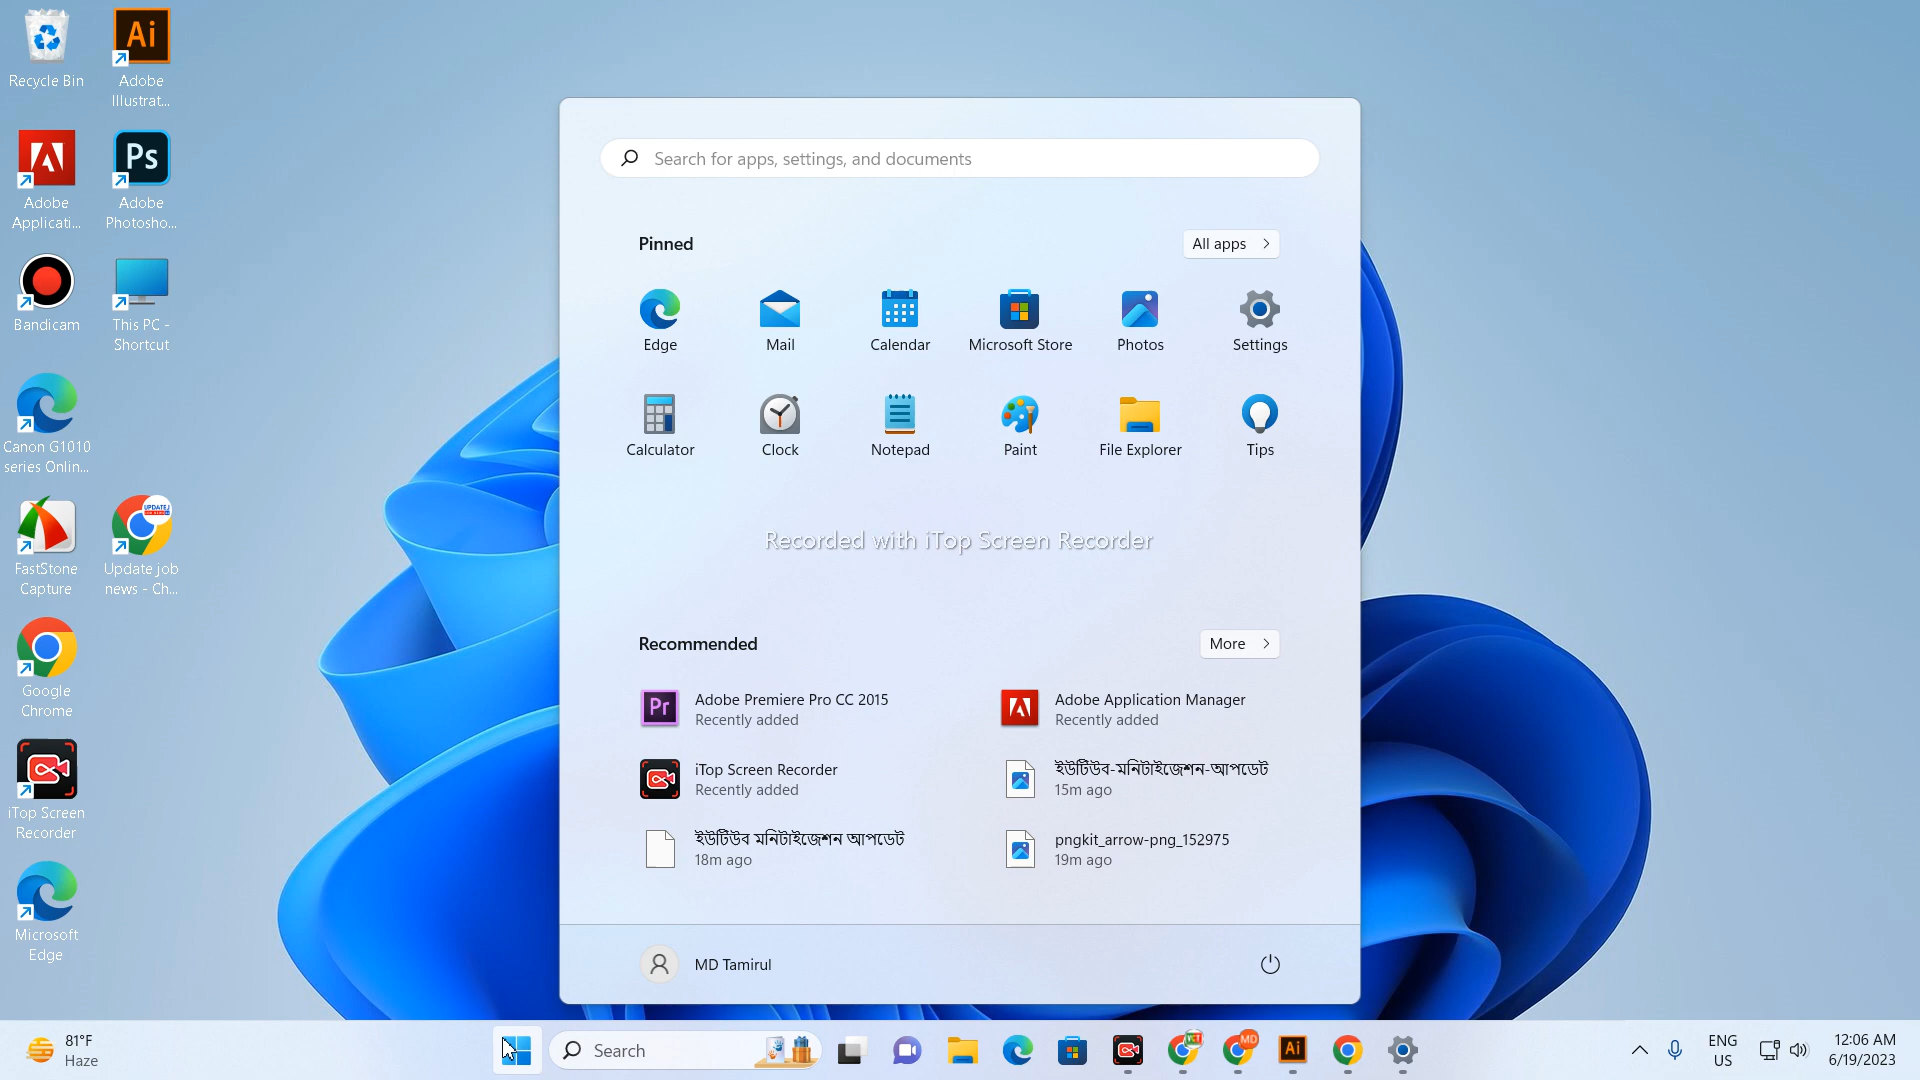 Recycle Bin
Adobe
Illustrat...
Adobe
Applicati...
Adobe
Photosho...
Bandicam
This PC -
Shortcut
Canon G1010
series Onlin...
FastStone
Capture
Update job
news - Ch...
Google
Chrome
iTop Screen
Recorder
Microsoft
Edge
Search for apps, settings, and documents
Pinned
All apps
Edge
Mail
Calendar
Microsoft Store
Photos
Settings
Calculator
Clock
Notepad
Paint
File Explorer
Tips
Recorded with iTop Screen Recorder
Recommended
More
Adobe Premiere Pro CC 2015
Recently added
Adobe Application Manager
Recently added
iTop Screen Recorder
Recently added
ইউটিউব-মনিটাইজেশন-আপডেট
15m ago
ইউটিউব মনিটাইজেশন আপডেট
18m ago
pngkit_arrow-png_152975
19m ago
MD Tamirul
81°F
Haze
Search
ENG
US
12:06 AM
6/19/2023